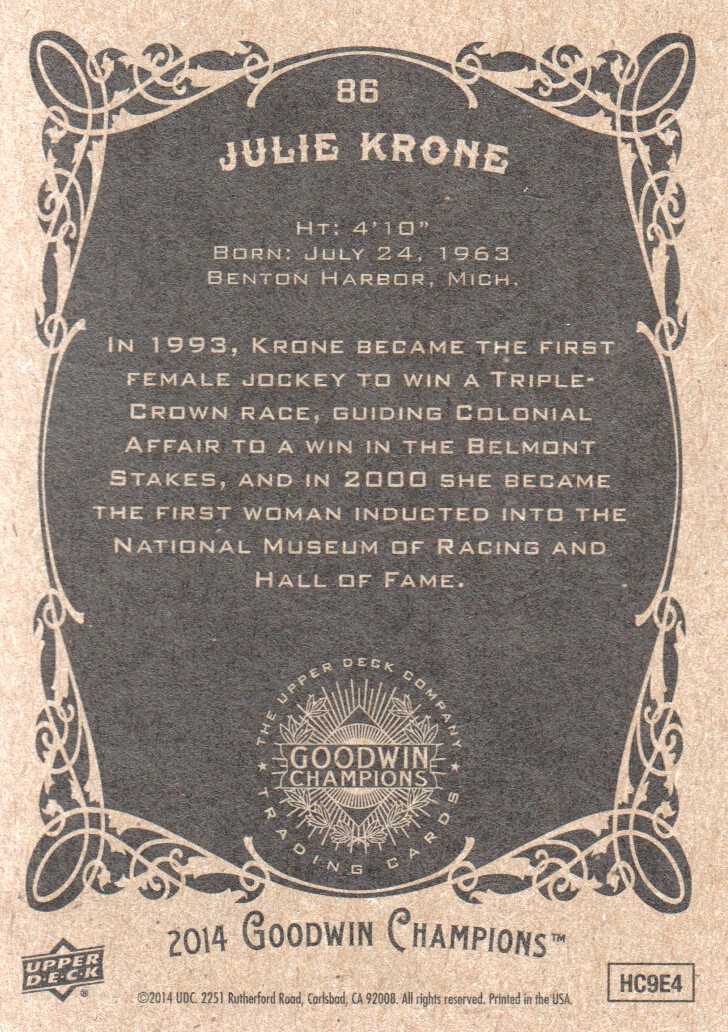 86
JULIE KRONE
HT: 4'10"
BORN: JULY 24, 1963
BENTON HARBOR, MICH.
IN 1993, KRONE BECAME THE FIRST
FEMALE JOCKEY TO WIN A TRIPLE-
CROWN RACE, GUIDING COLONIAL
AFFAIR TO A WIN IN THE BELMONT
STAKES, AND IN 2000 SHE BECAME
THE FIRST WOMAN INDUCTED INTO THE
NATIONAL MUSEUM OF RACING AND
HALL OF FAME.
THE UPPER DECK COMPANY
GOODWIN
CHAMPIONS
★ TRADING CARDS ★
2014 GOODWIN CHAMPIONS™
UPPER
D·E·C·K®
©2014 UDC. 2251 Rutherford Road, Carlsbad, CA 92008. All rights reserved. Printed in the USA.
HC9E4